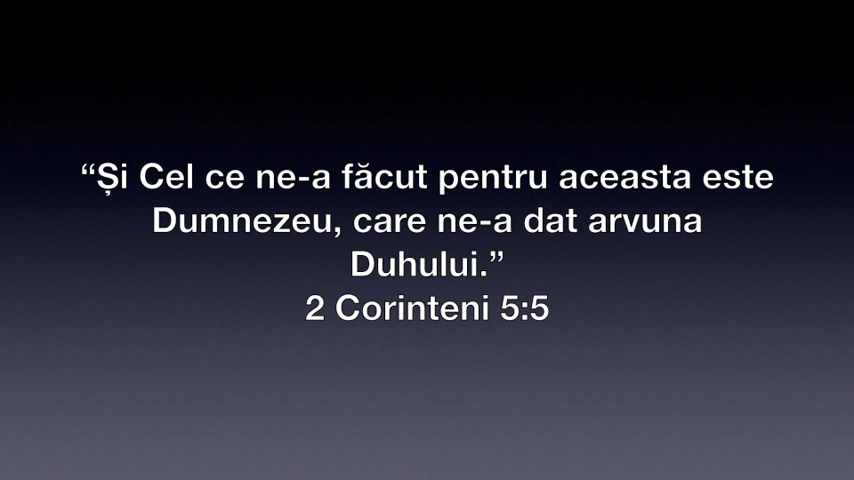 “Și Cel ce ne-a făcut pentru aceasta este
Dumnezeu, care ne-a dat arvuna
Duhului.”
2 Corinteni 5:5